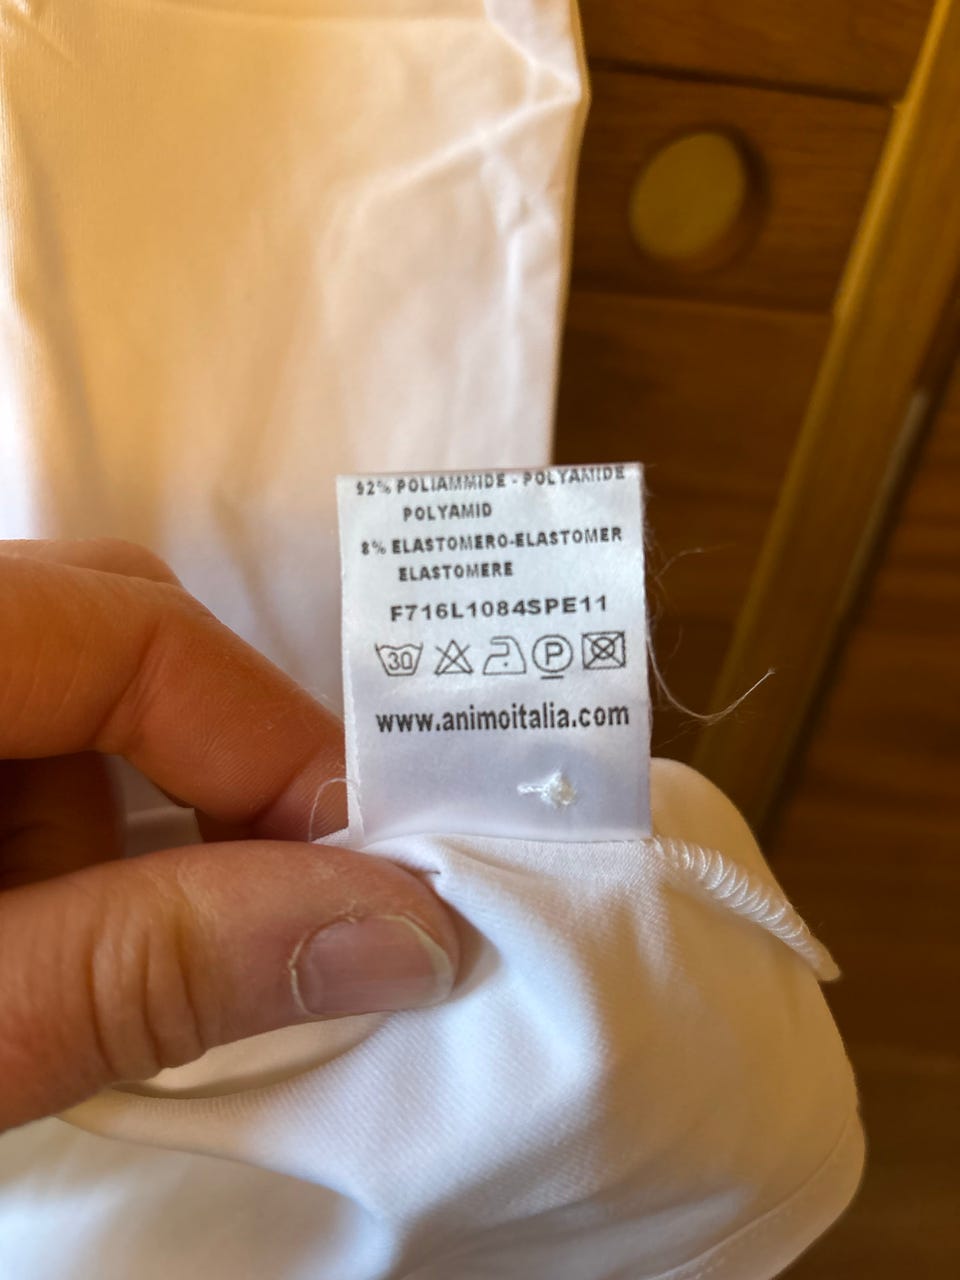 92% POLIAMMIDE - POLYAMIDE
POLYAMID
8% ELASTOMERO-ELASTOMER
ELASTOMERE
F716L1084SPE11
30 P
www.animoitalia.com